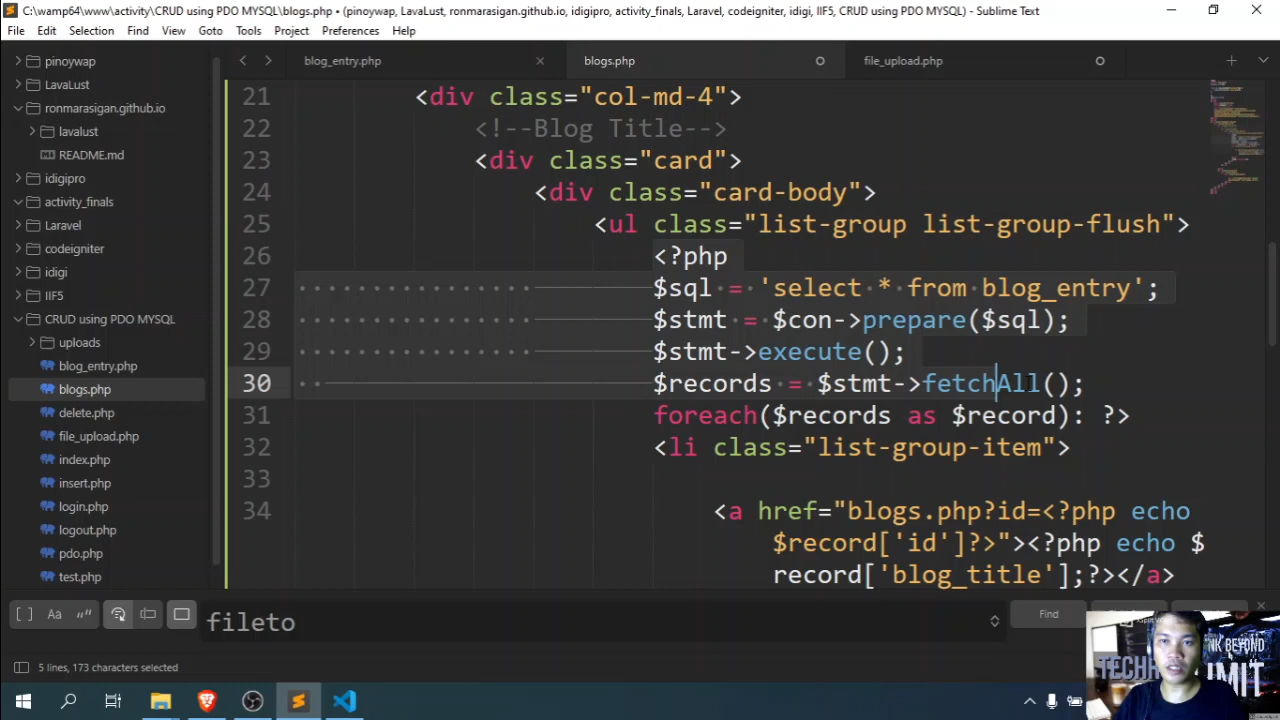 C:\wamp64\www\activity\CRUD using PDO MYSQL\blogs.php • (pinoywap, LavaLust, ronmarasigan.github.io, idigipro, activity_finals, Laravel, codeigniter, idigi, IIF5, CRUD using PDO MYSQL) - Sublime Text
File Edit Selection Find View Goto Tools Project Preferences Help
pinoywap
LavaLust
ronmarasigan.github.io
lavalust
README.md
idigipro
activity_finals
Laravel
codeigniter
idigi
IIF5
CRUD using PDO MYSQL
uploads
blog_entry.php
blogs.php
delete.php
file_upload.php
index.php
insert.php
login.php
logout.php
pdo.php
test.php
blog_entry.php blogs.php file_upload.php
21 <div class="col-md-4">
22 <!--Blog Title-->
23 <div class="card">
24 <div class="card-body">
25 <ul class="list-group list-group-flush">
26 <?php
27 $sql = 'select * from blog_entry';
28 $stmt = $con->prepare($sql);
29 $stmt->execute();
30 $records = $stmt->fetchAll();
31 foreach($records as $record): ?>
32 <li class="list-group-item">
33
34 <a href="blogs.php?id=<?php echo
$record['id']?>"><?php echo $
record['blog_title'];?></a>
Aa
fileto
Find
5 lines, 173 characters selected
NK BEYOND